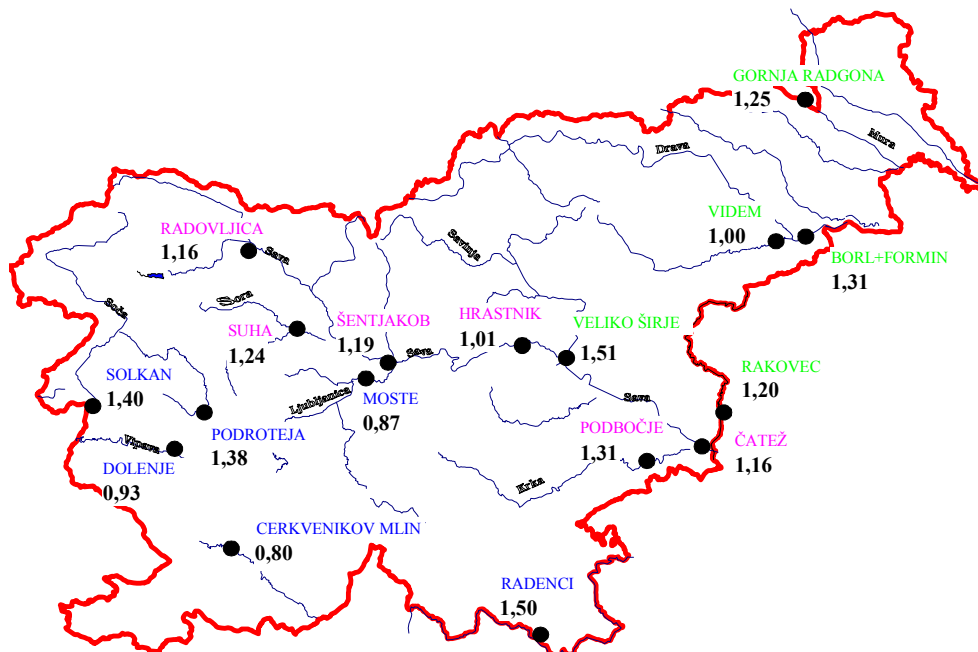 GORNJA RADGONA
1,25
Mura
Drava
VIDEM
1,00
BORL+FORMIN
1,31
RADOVLJICA
1,16
Sava
Savinja
Soča
Sora
SUHA
1,24
ŠENTJAKOB
1,19
Sava
HRASTNIK
1,01
VELIKO ŠIRJE
1,51
SOLKAN
1,40
Ljubljanica
MOSTE
0,87
Sava
RAKOVEC
1,20
Vipava
PODROTEJA
1,38
DOLENJE
0,93
PODBOČJE
1,31
ČATEŽ
1,16
Krka
CERKVENIKOV MLIN
0,80
RADENCI
1,50